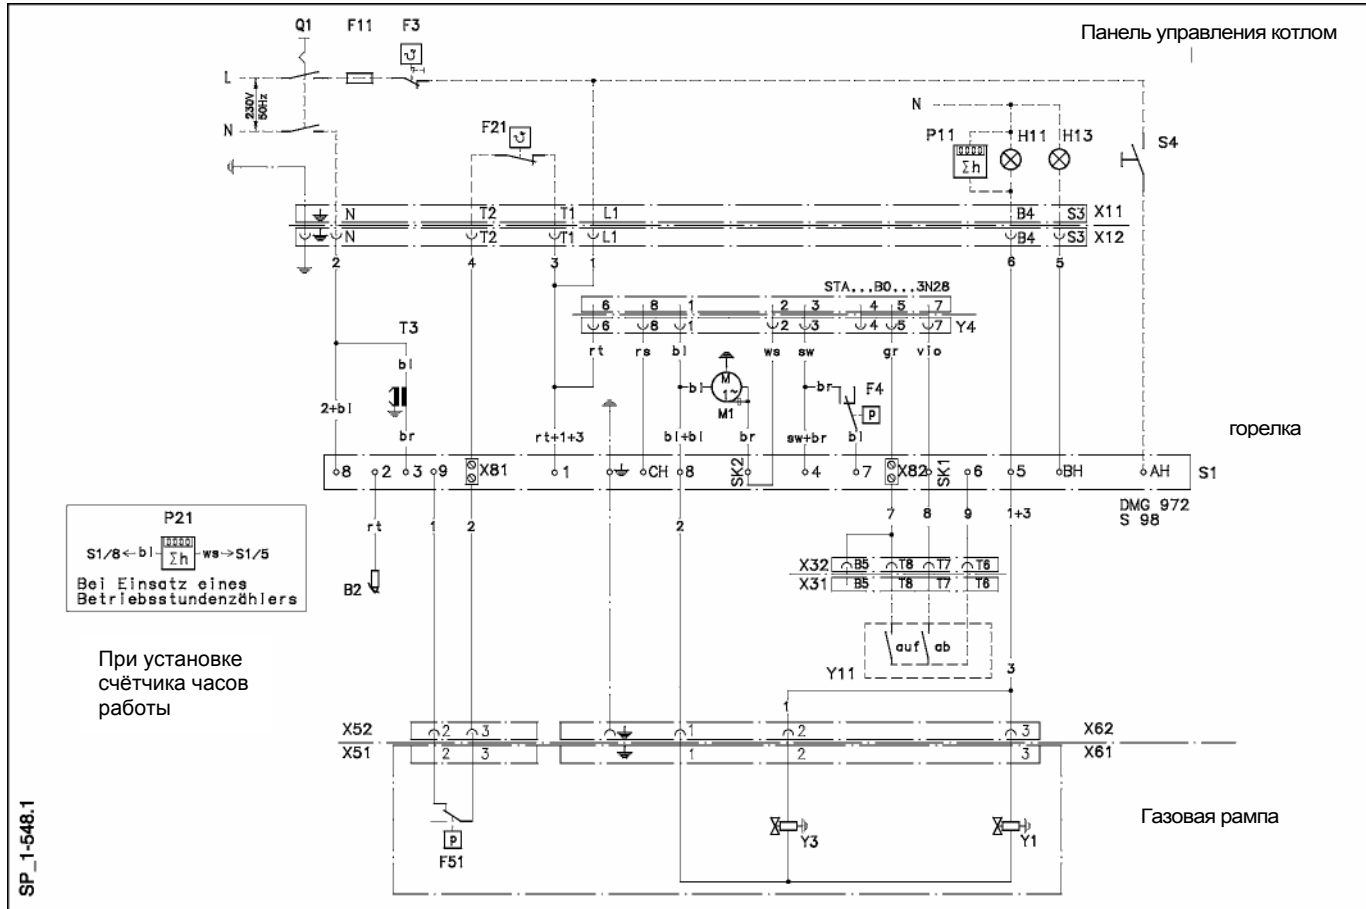 Q1 F11 F3
Панель управления котлом
L
230V
50Hz
N
F21
N
P11 H11 H13
Σh
S4
N T2 T1 L1 B4 S3 X11
N T2 T1 L1 B4 S3 X12
2 4 3 1 6 5
STA...B0...3N28
6 8 1 2 3 4 5 7
6 8 1 2 3 4 5 7 Y4
T3
rt rs bl ws sw gr vio
bl
M
1~
bl
M1
br F4
P
2+bl
br rt+1+3 bl+bl br sw+br bl
горелка
8 2 3 9 X81 1 CH 8 SK2 4 7 X82 SK1 6 5 BH AH S1
DMG 972
S 98
P21
S1/8 bl Σh ws S1/5
Bei Einsatz eines
Betriebsstundenzählers
rt 1 2 2 7 8 9 1+3
B2
X32 B5 T8 T7 T6
X31 B5 T8 T7 T6
auf ab
Y11
3
При установке
счётчика часов
работы
1
X52 2 3 1 2 3 X62
X51 2 3 1 2 3 X61
P
F51
Y3 Y1
Газовая рампа
SP_1-548.1